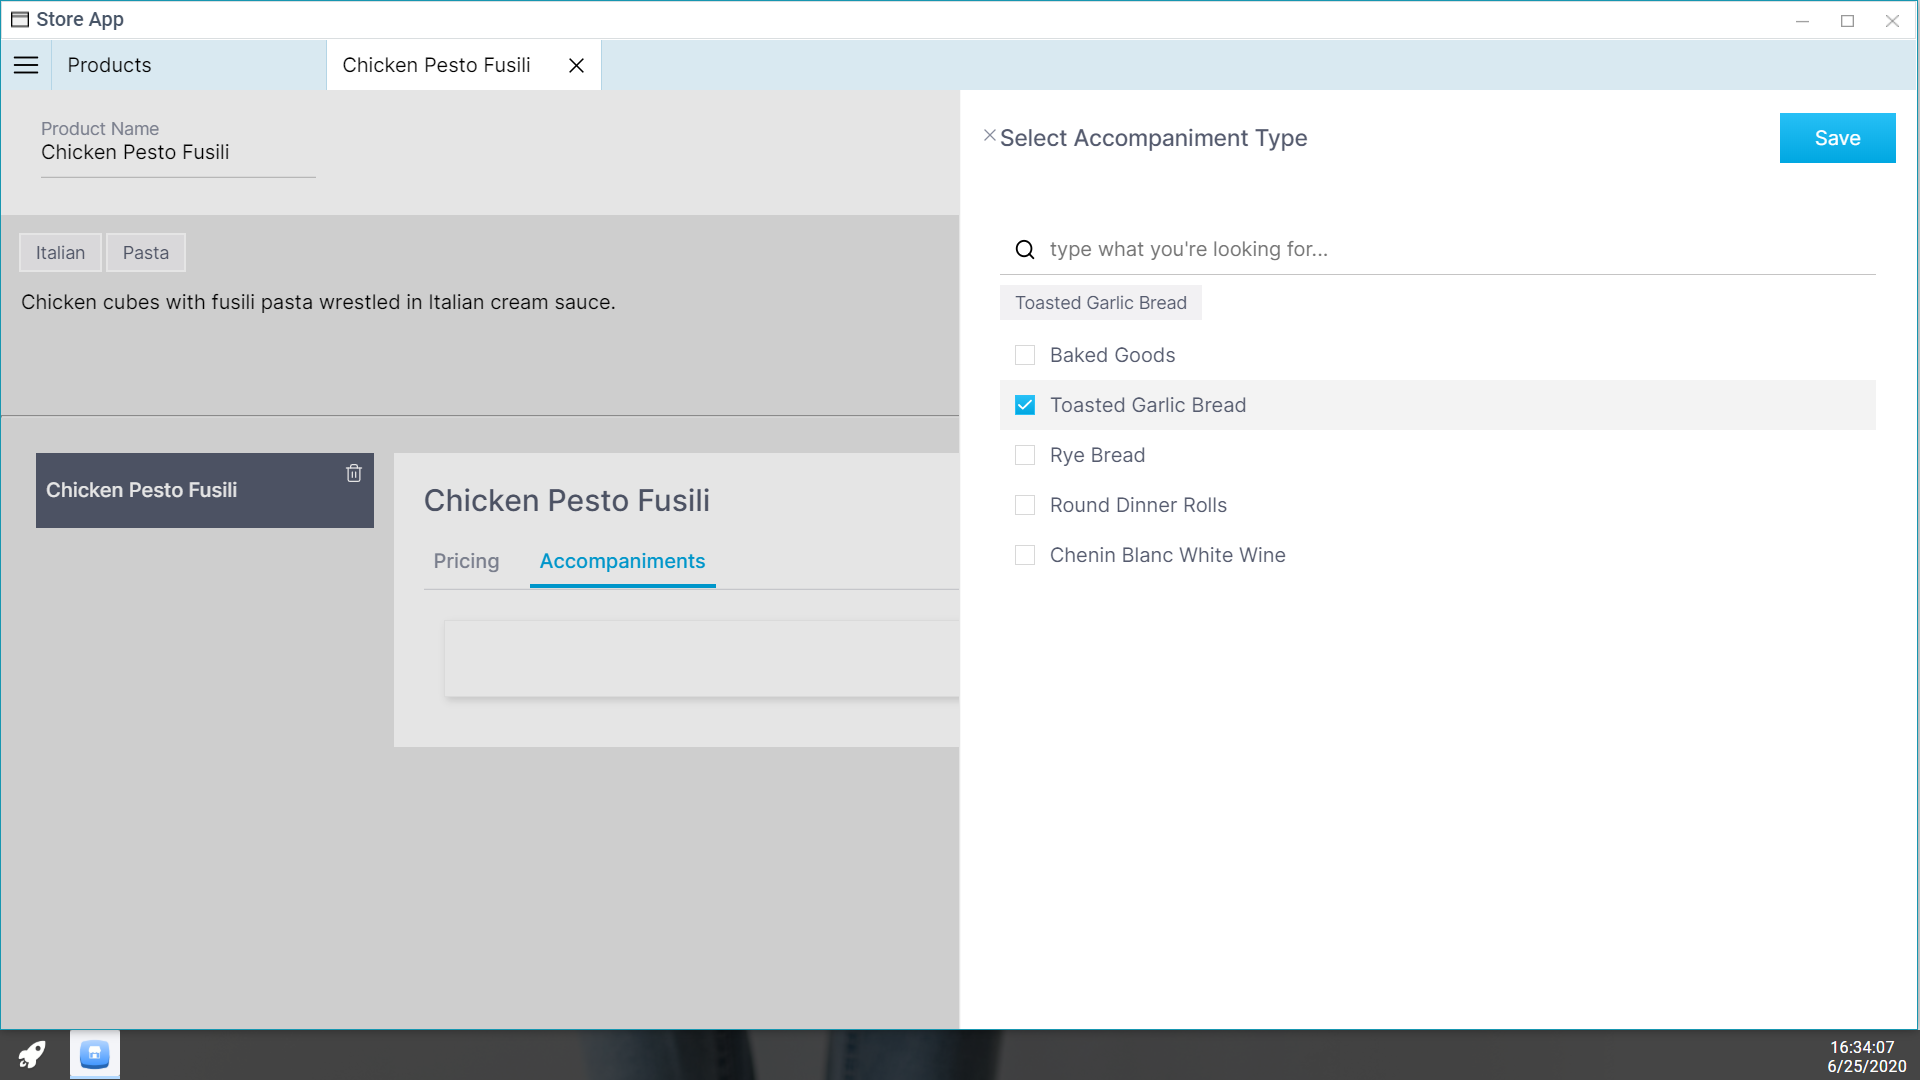 Store App
Products
Chicken Pesto Fusili
Product Name
Chicken Pesto Fusili
Italian
Pasta
Chicken cubes with fusili pasta wrestled in Italian cream sauce.
Chicken Pesto Fusili
Chicken Pesto Fusili
Pricing
Accompaniments
Select Accompaniment Type
Save
type what you're looking for...
Toasted Garlic Bread
Baked Goods
Toasted Garlic Bread
Rye Bread
Round Dinner Rolls
Chenin Blanc White Wine
16:34:07
6/25/2020